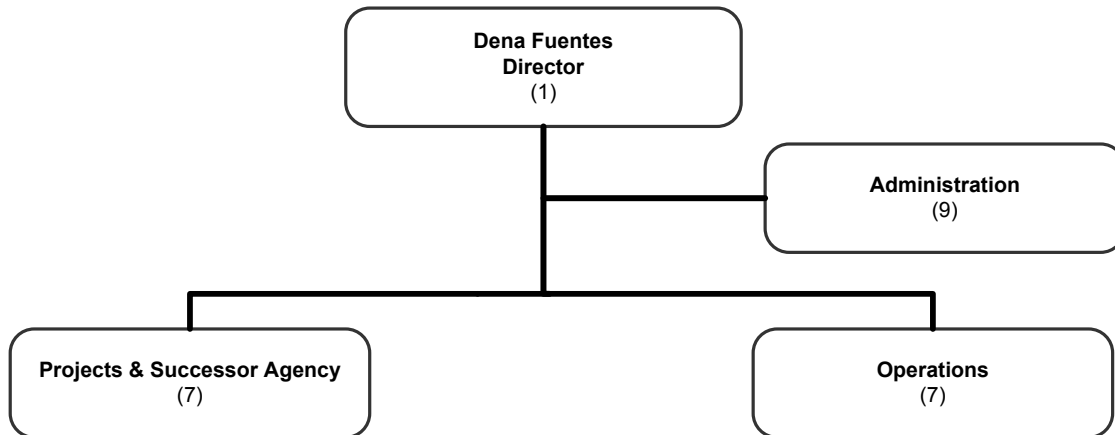 Dena Fuentes
Director
(1)
Administration
(9)
Projects & Successor Agency
(7)
Operations
(7)